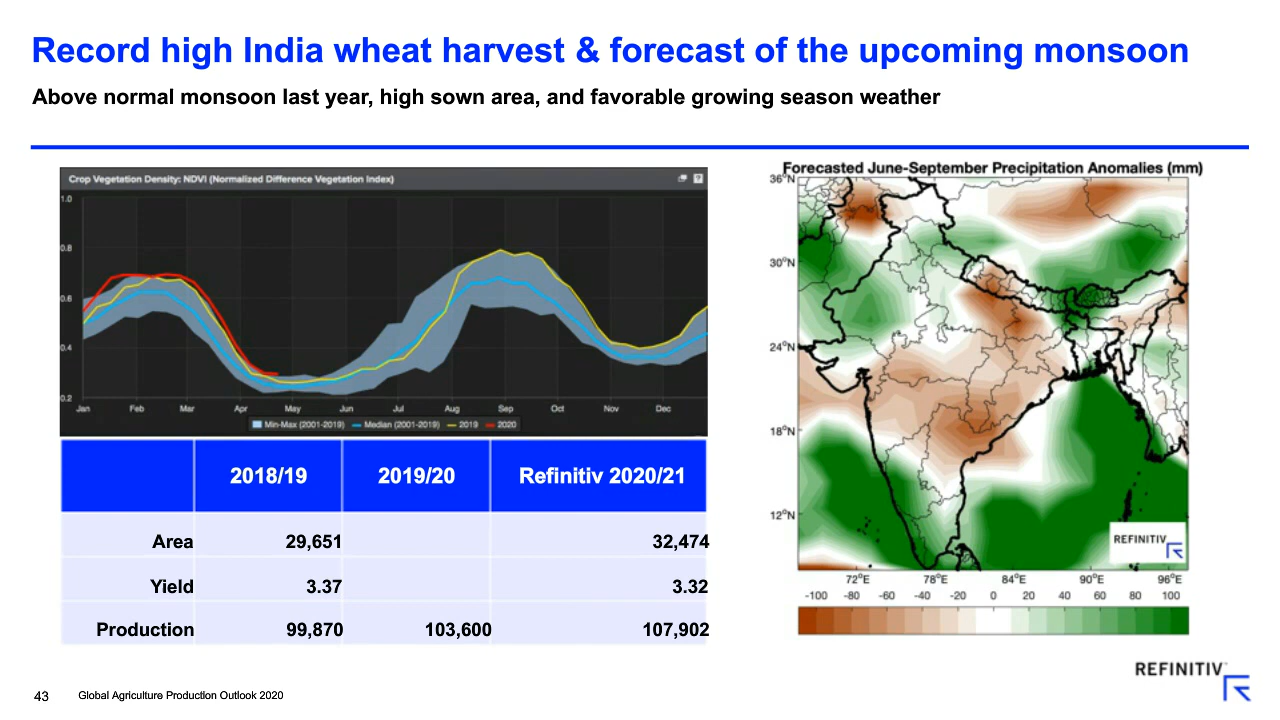 Record high India wheat harvest & forecast of the upcoming monsoon
Above normal monsoon last year, high sown area, and favorable growing season weather
Crop Vegetation Density: NDVI (Normalized Difference Vegetation Index)
1.0
0.8
0.6
0.4
0.2
Jan Feb Mar Apr May Jun Jul Aug Sep Oct Nov Dec
Min-Max (2001-2019) Median (2001-2019) 2019 2020
2018/19 2019/20 Refinitiv 2020/21
Area 29,651 32,474
Yield 3.37 3.32
Production 99,870 103,600 107,902
Forecasted June-September Precipitation Anomalies (mm)
36°N
30°N
24°N
18°N
12°N
REFINITIV
72°E 78°E 84°E 90°E 96°E
-100 -80 -60 -40 -20 0 20 40 60 80 100
REFINITIV
43 Global Agriculture Production Outlook 2020